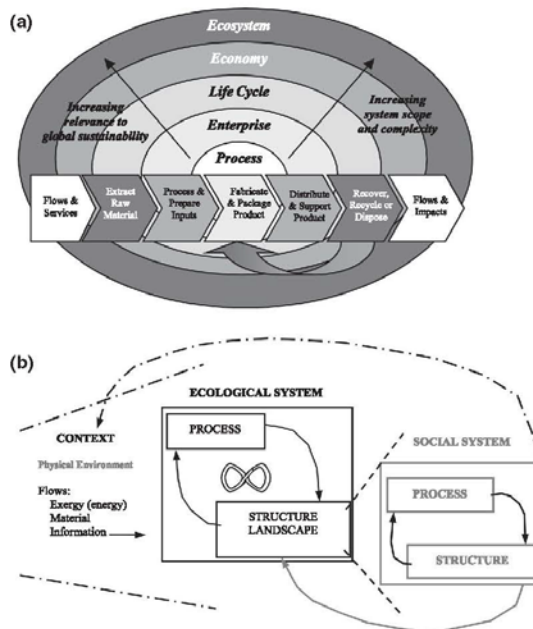 (a)
Ecosystem
Economy
Life Cycle
Enterprise
Process
Increasing
relevance to
global sustainability
Increasing
system scope
and complexity
Flows &
Services
Extract
Raw
Material
Process &
Prepare
Inputs
Fabricate
& Package
Product
Distribute
& Support
Product
Recover,
Recycle or
Dispose
Flows &
Impacts
(b)
ECOLOGICAL SYSTEM
PROCESS
STRUCTURE
LANDSCAPE
CONTEXT
Physical Environment
Flows:
Exergy (energy)
Material
Information
SOCIAL SYSTEM
PROCESS
STRUCTURE